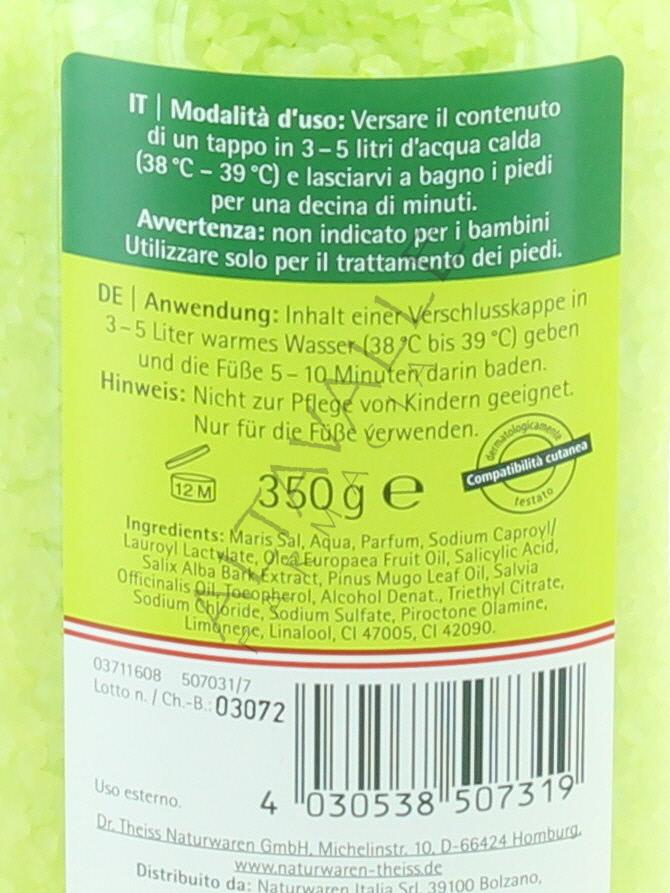 IT | Modalità d'uso: Versare il contenuto
di un tappo in 3 – 5 litri d'acqua calda
(38 °C – 39 °C) e lasciarvi a bagno i piedi
per una decina di minuti.
Avvertenza: non indicato per i bambini
Utilizzare solo per il trattamento dei piedi.
DE | Anwendung: Inhalt einer Verschlusskappe in
3 – 5 Liter warmes Wasser (38 °C bis 39 °C) geben
und die Füße 5 – 10 Minuten darin baden.
Hinweis: Nicht zur Pflege von Kindern geeignet.
Nur für die Füße verwenden.
dermatologicamente
Compatibilità cutanea
testato
12 M
350 g ℮
Ingredients: Maris Sal, Aqua, Parfum, Sodium Caproyl/
Lauroyl Lactylate, Olea Europaea Fruit Oil, Salicylic Acid,
Salix Alba Bark Extract, Pinus Mugo Leaf Oil, Salvia
Officinalis Oil, Tocopherol, Alcohol Denat., Triethyl Citrate,
Sodium Chloride, Sodium Sulfate, Piroctone Olamine,
Limonene, Linalool, CI 47005, CI 42090.
03711608 507031/7
Lotto n. / Ch.-B.: 03072
Uso esterno.
4 030538 507319
Dr. Theiss Naturwaren GmbH, Michelinstr. 10, D-66424 Homburg,
www.naturwaren-theiss.de
Distribuito da: Naturwaren Italia Srl, 39100 Bolzano,
ALTAVALLE
FARMACIA